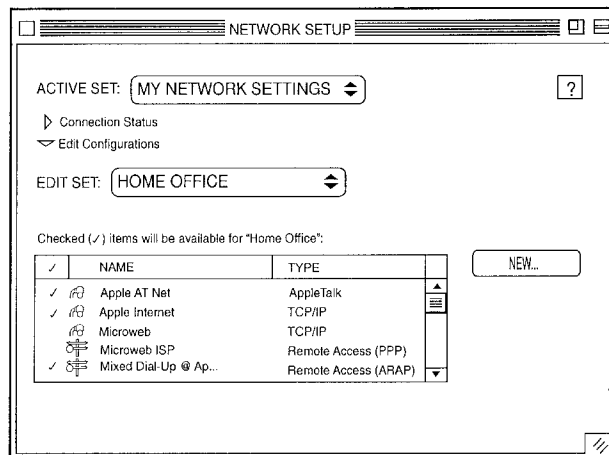 NETWORK SETUP
ACTIVE SET: MY NETWORK SETTINGS
?
Connection Status
Edit Configurations
EDIT SET: HOME OFFICE
Checked (✓) items will be available for "Home Office":
NEW...
✓ NAME TYPE
✓ Apple AT Net AppleTalk
✓ Apple Internet TCP/IP
Microweb TCP/IP
Microweb ISP Remote Access (PPP)
✓ Mixed Dial-Up @ Ap... Remote Access (ARAP)